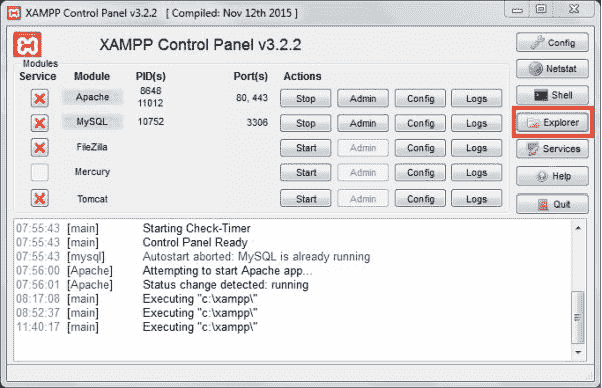 XAMPP Control Panel v3.2.2 [ Compiled: Nov 12th 2015 ]
XAMPP Control Panel v3.2.2
Config
Modules
Service Module PID(s) Port(s) Actions
Netstat
Apache 8648 11012 80, 443 Stop Admin Config Logs
Shell
MySQL 10752 3306 Stop Admin Config Logs
Explorer
FileZilla Start Admin Config Logs
Services
Mercury Start Admin Config Logs
Help
Tomcat Start Admin Config Logs
Quit
07:55:43 [main] Starting Check-Timer
07:55:43 [main] Control Panel Ready
07:55:43 [mysql] Autostart aborted: MySQL is already running
07:56:00 [Apache] Attempting to start Apache app...
07:56:01 [Apache] Status change detected: running
08:17:08 [main] Executing "c:\xampp\"
08:52:37 [main] Executing "c:\xampp\"
11:40:17 [main] Executing "c:\xampp\"